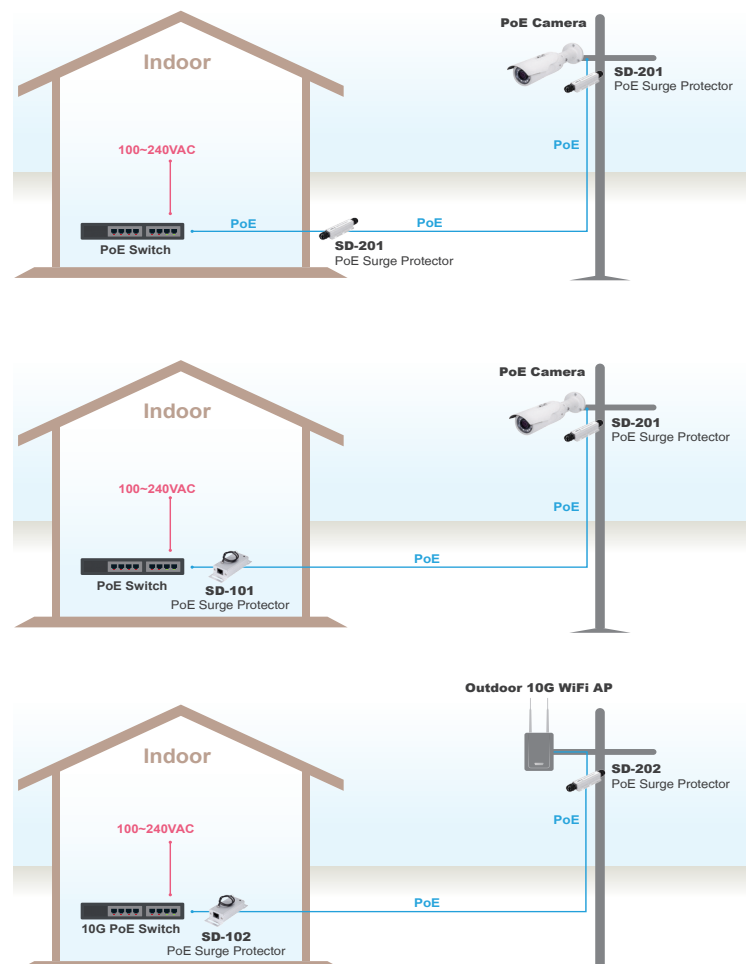 PoE Camera
Indoor
SD-201
PoE Surge Protector
100~240VAC
PoE
PoE
PoE
PoE Switch
SD-201
PoE Surge Protector
PoE Camera
Indoor
SD-201
PoE Surge Protector
100~240VAC
PoE
PoE
PoE Switch
SD-101
PoE Surge Protector
Outdoor 10G WiFi AP
Indoor
SD-202
PoE Surge Protector
100~240VAC
PoE
PoE
10G PoE Switch
SD-102
PoE Surge Protector